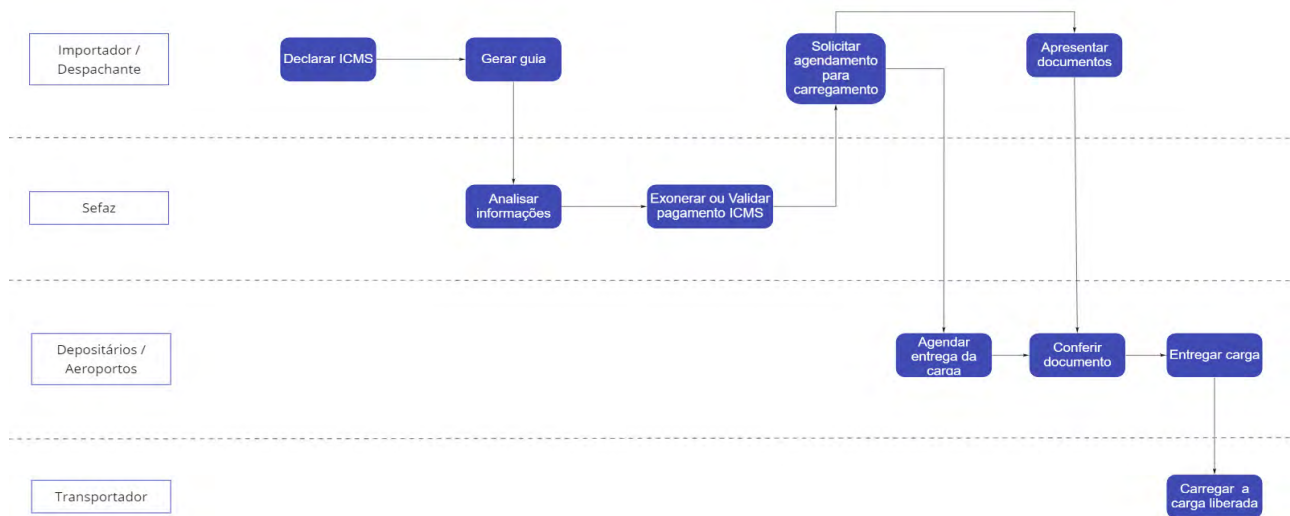 Importador /
Despachante
Declarar ICMS
Gerar guia
Solicitar
agendamento
para
carregamento
Apresentar
documentos
Sefaz
Analisar
informações
Exonerar ou Validar
pagamento ICMS
Depositários /
Aeroportos
Agendar
entrega da
carga
Conferir
documento
Entregar carga
Transportador
Carregar a
carga liberada